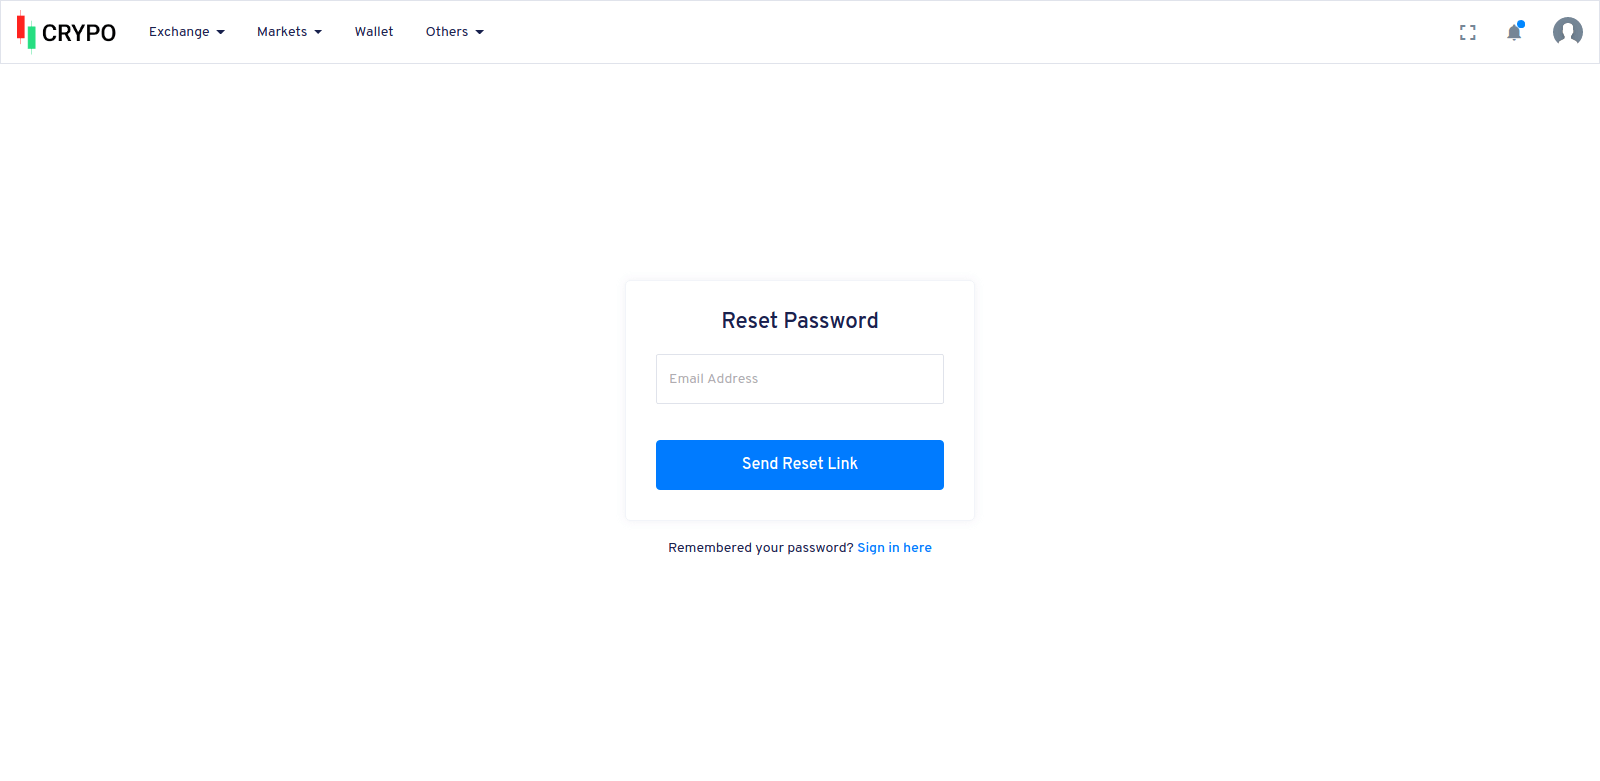 CRYPO
Exchange
Markets
Wallet
Others
Reset Password
Email Address
Send Reset Link
Remembered your password? Sign in here